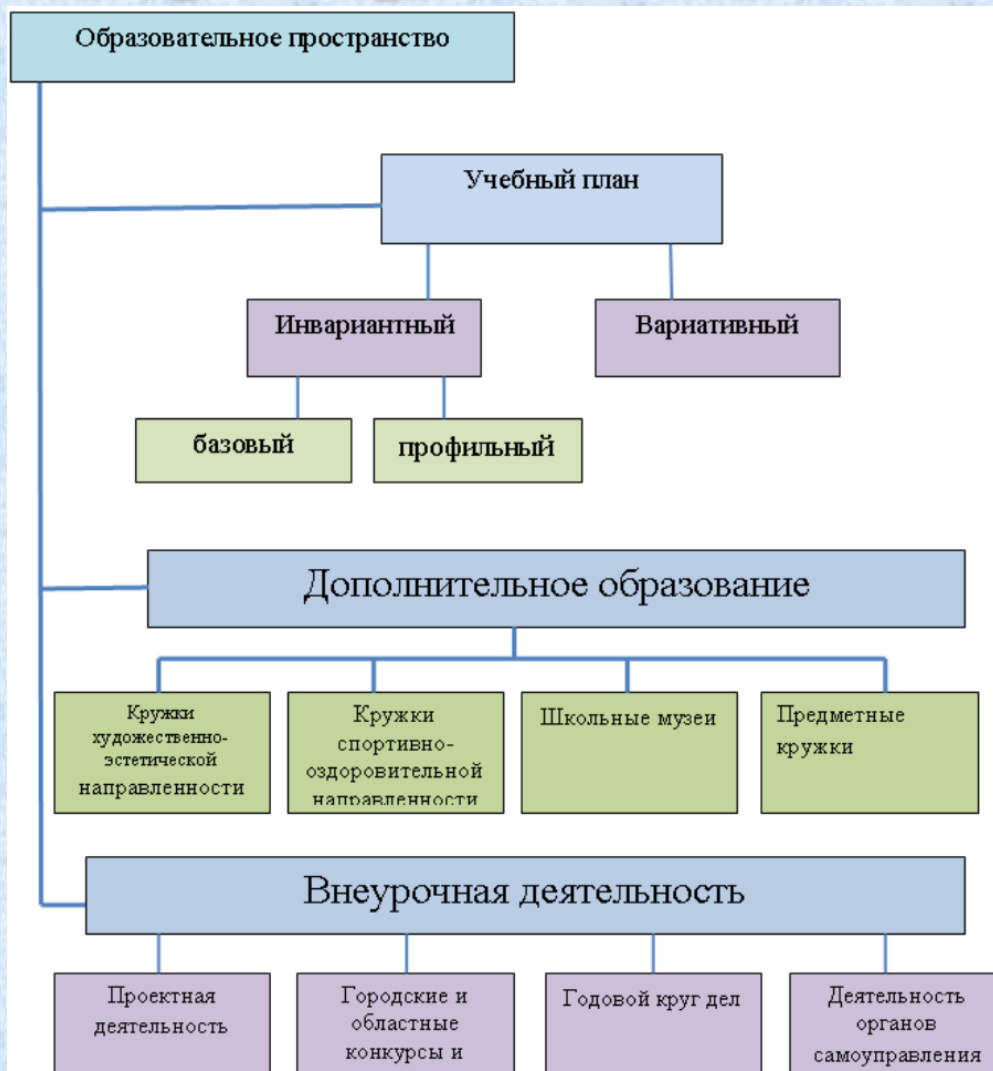 Образовательное пространство
Учебный план
Инвариантный
Вариативный
базовый
профильный
Дополнительное образование
Кружки
художественно-
эстетической
направленности
Кружки
спортивно-
оздоровительной
направленности
Школьные музеи
Предметные
кружки
Внеурочная деятельность
Проектная
деятельность
Городские и
областные
конкурсы и
Годовой круг дел
Деятельность
органов
самоуправления